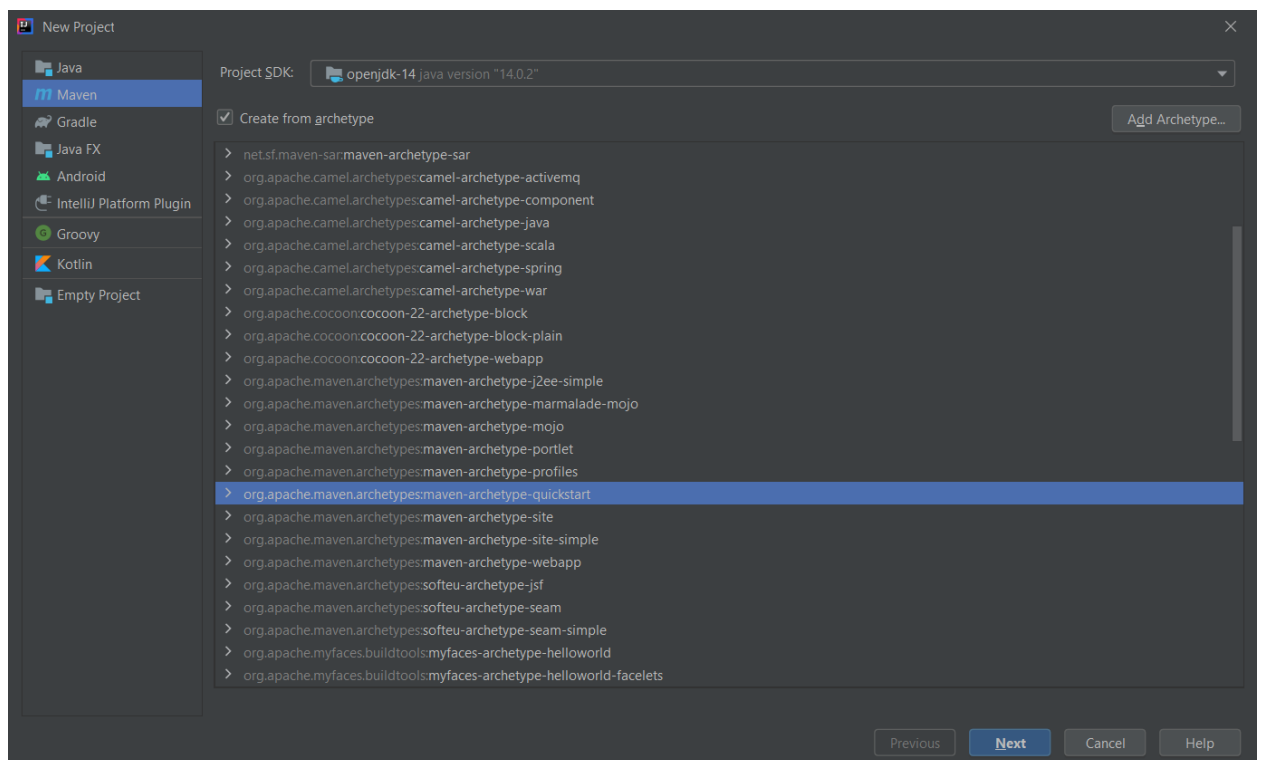 New Project
Java
Maven
Gradle
Java FX
Android
IntelliJ Platform Plugin
Groovy
Kotlin
Empty Project
Project SDK: openjdk-14 java version "14.0.2"
Create from archetype
Add Archetype...
net.sf.maven-sar:maven-archetype-sar
org.apache.camel.archetypes:camel-archetype-activemq
org.apache.camel.archetypes:camel-archetype-component
org.apache.camel.archetypes:camel-archetype-java
org.apache.camel.archetypes:camel-archetype-scala
org.apache.camel.archetypes:camel-archetype-spring
org.apache.camel.archetypes:camel-archetype-war
org.apache.cocoon:cocoon-22-archetype-block
org.apache.cocoon:cocoon-22-archetype-block-plain
org.apache.cocoon:cocoon-22-archetype-webapp
org.apache.maven.archetypes:maven-archetype-j2ee-simple
org.apache.maven.archetypes:maven-archetype-marmalade-mojo
org.apache.maven.archetypes:maven-archetype-mojo
org.apache.maven.archetypes:maven-archetype-portlet
org.apache.maven.archetypes:maven-archetype-profiles
org.apache.maven.archetypes:maven-archetype-quickstart
org.apache.maven.archetypes:maven-archetype-site
org.apache.maven.archetypes:maven-archetype-site-simple
org.apache.maven.archetypes:maven-archetype-webapp
org.apache.maven.archetypes:softeu-archetype-jsf
org.apache.maven.archetypes:softeu-archetype-seam
org.apache.maven.archetypes:softeu-archetype-seam-simple
org.apache.myfaces.buildtools:myfaces-archetype-helloworld
org.apache.myfaces.buildtools:myfaces-archetype-helloworld-facelets
Previous
Next
Cancel
Help